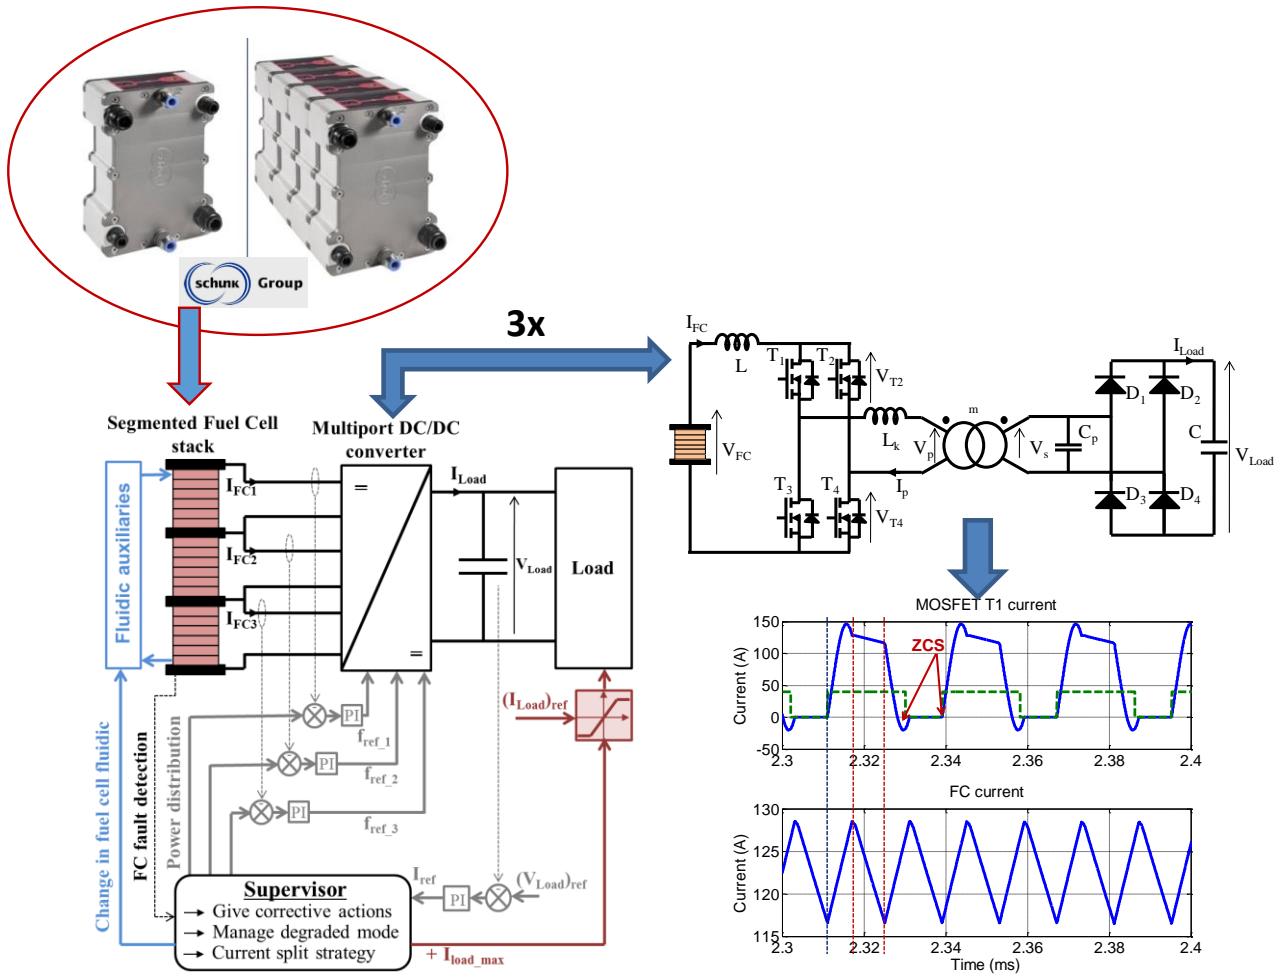 schunk Group
3x
Segmented Fuel Cell
stack
Multiport DC/DC
converter
Fluidic auxiliaries
I_FC1
I_FC2
I_FC3
=
=
I_Load
V_Load
Load
(I_Load)_ref
PI
f_ref_1
PI
f_ref_2
PI
f_ref_3
Change in fuel cell fluidic
FC fault detection
Power distribution
Supervisor
→ Give corrective actions
→ Manage degraded mode
→ Current split strategy
I_ref
PI
(V_Load)_ref
+ I_load_max
I_FC
L
T_1
T_2
V_T2
V_FC
L_k
V_p
I_p
m
V_s
C_p
T_3
T_4
V_T4
D_1
D_2
D_3
D_4
I_Load
C
V_Load
MOSFET T1 current
Current (A)
150
100
50
0
-50
ZCS
2.3
2.32
2.34
2.36
2.38
2.4
FC current
Current (A)
130
125
120
115
2.3
2.32
2.34
2.36
2.38
2.4
Time (ms)